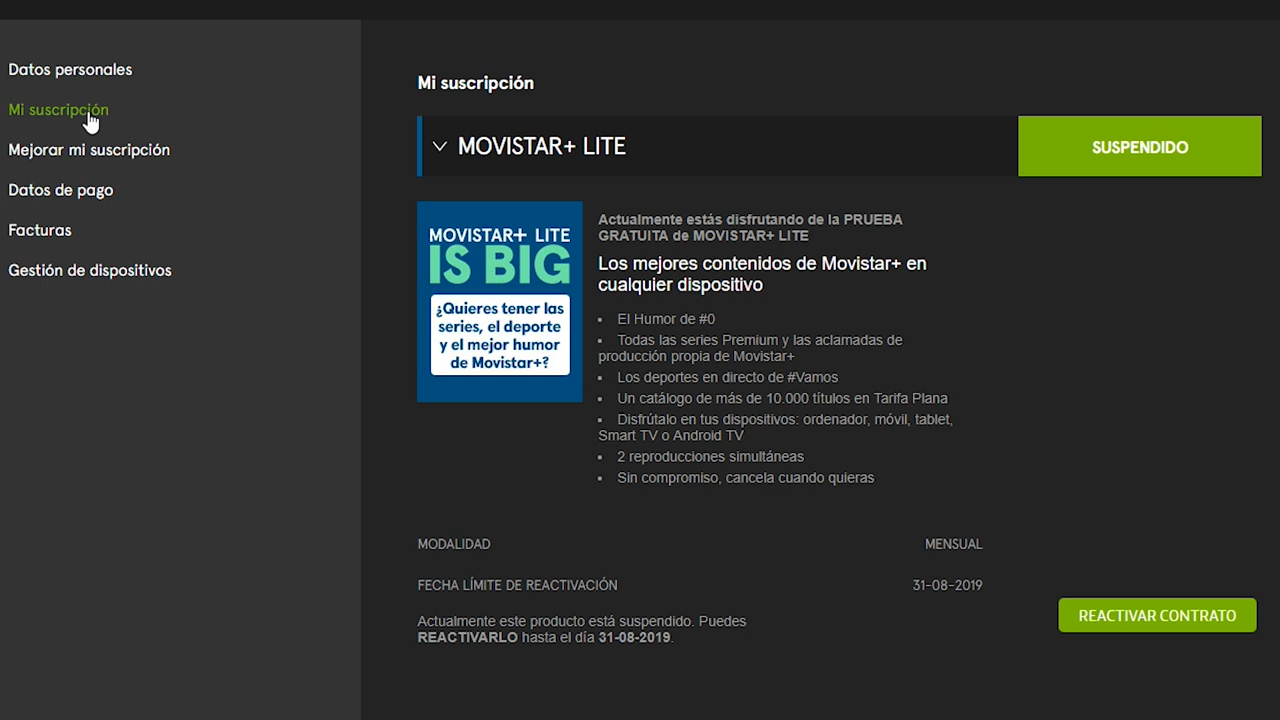 Datos personales
Mi suscripción
Mejorar mi suscripción
Datos de pago
Facturas
Gestión de dispositivos
Mi suscripción
MOVISTAR+ LITE
SUSPENDIDO
MOVISTAR+ LITE
IS BIG
¿Quieres tener las
series, el deporte
y el mejor humor
de Movistar+?
Actualmente estás disfrutando de la PRUEBA
GRATUITA de MOVISTAR+ LITE
Los mejores contenidos de Movistar+ en
cualquier dispositivo
• El Humor de #0
• Todas las series Premium y las aclamadas de
producción propia de Movistar+
• Los deportes en directo de #Vamos
• Un catálogo de más de 10.000 títulos en Tarifa Plana
• Disfrútalo en tus dispositivos: ordenador, móvil, tablet,
Smart TV o Android TV
• 2 reproducciones simultáneas
• Sin compromiso, cancela cuando quieras
MODALIDAD MENSUAL
FECHA LÍMITE DE REACTIVACIÓN 31-08-2019
Actualmente este producto está suspendido. Puedes
REACTIVARLO hasta el día 31-08-2019.
REACTIVAR CONTRATO